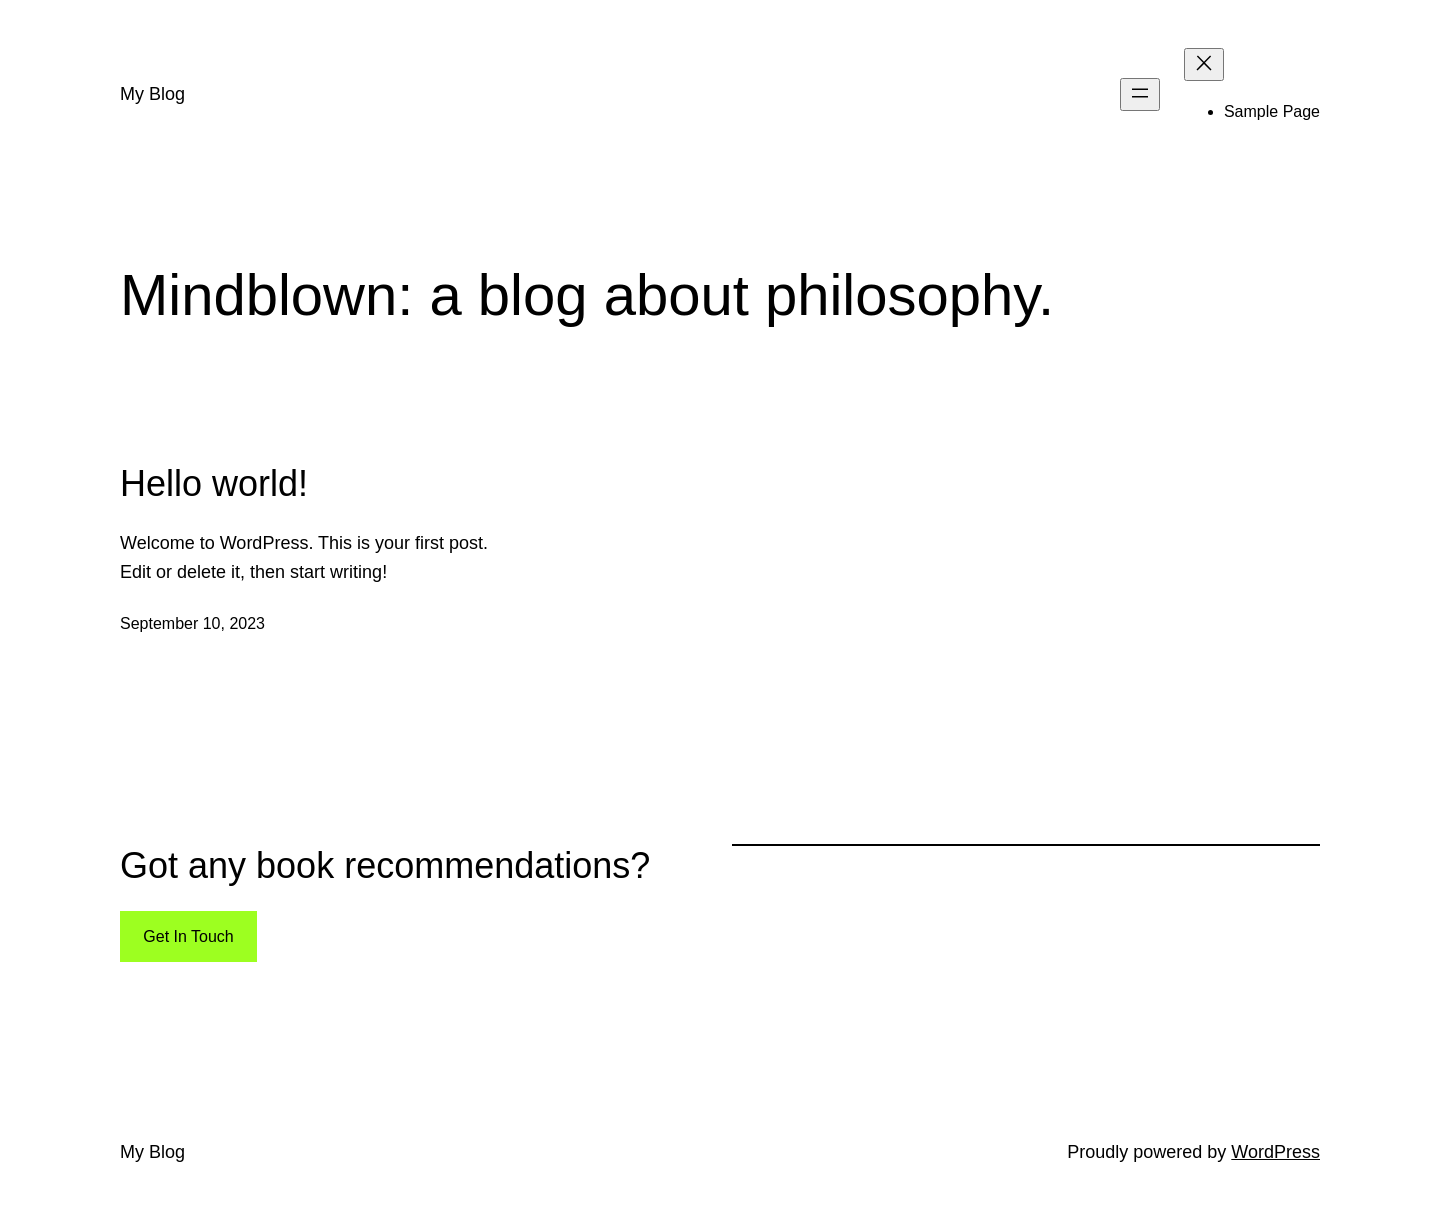 My Blog
Sample Page
Mindblown: a blog about philosophy.
Hello world!
Welcome to WordPress. This is your first post.
Edit or delete it, then start writing!
September 10, 2023
Got any book recommendations?
Get In Touch
My Blog
Proudly powered by WordPress